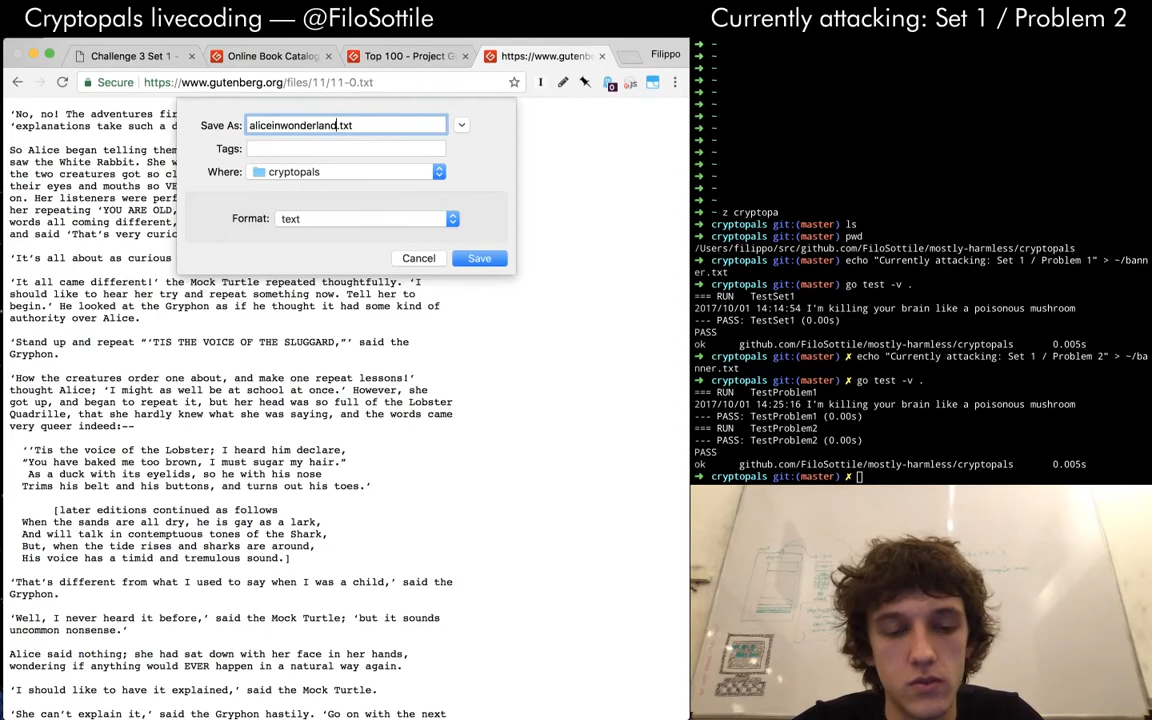 Cryptopals livecoding — @FiloSottile
Currently attacking: Set 1 / Problem 2
Challenge 3 Set 1 -
Online Book Catalog
Top 100 - Project G
https://www.gutenberg.org/
Filippo
Secure
https://www.gutenberg.org/files/11/11-0.txt
Save As: aliceinwonderland.txt
Tags:
Where: cryptopals
Format: text
Cancel
Save
‘No, no! The adventures fir
‘explanations take such a d
So Alice began telling them
saw the White Rabbit. She w
the two creatures got so cl
their eyes and mouths so VE
on. Her listeners were perf
her repeating ‘YOU ARE OLD,
words all coming different,
and said ‘That’s very curio
‘It’s all about as curious
‘It all came different!’ the Mock Turtle repeated thoughtfully. ‘I
should like to hear her try and repeat something now. Tell her to
begin.’ He looked at the Gryphon as if he thought it had some kind of
authority over Alice.
‘Stand up and repeat “‘TIS THE VOICE OF THE SLUGGARD,”’ said the
Gryphon.
‘How the creatures order one about, and make one repeat lessons!’
thought Alice; ‘I might as well be at school at once.’ However, she
got up, and began to repeat it, but her head was so full of the Lobster
Quadrille, that she hardly knew what she was saying, and the words came
very queer indeed:--
‘’Tis the voice of the Lobster; I heard him declare,
“You have baked me too brown, I must sugar my hair.”
As a duck with its eyelids, so he with his nose
Trims his belt and his buttons, and turns out his toes.’
[later editions continued as follows
When the sands are all dry, he is gay as a lark,
And will talk in contemptuous tones of the Shark,
But, when the tide rises and sharks are around,
His voice has a timid and tremulous sound.]
‘That’s different from what I used to say when I was a child,’ said the
Gryphon.
‘Well, I never heard it before,’ said the Mock Turtle; ‘but it sounds
uncommon nonsense.’
Alice said nothing; she had sat down with her face in her hands,
wondering if anything would EVER happen in a natural way again.
‘I should like to have it explained,’ said the Mock Turtle.
‘She can’t explain it,’ said the Gryphon hastily. ‘Go on with the next
➜ ~
➜ ~
➜ ~
➜ ~
➜ ~
➜ ~
➜ ~
➜ ~
➜ ~
➜ ~
➜ ~
➜ ~
➜ ~
➜ ~
➜ ~ z cryptopa
➜ cryptopals git:(master) ls
➜ cryptopals git:(master) pwd
/Users/filippo/src/github.com/FiloSottile/mostly-harmless/cryptopals
➜ cryptopals git:(master) echo "Currently attacking: Set 1 / Problem 1" > ~/bann
er.txt
➜ cryptopals git:(master) go test -v .
=== RUN TestSet1
2017/10/01 14:14:54 I'm killing your brain like a poisonous mushroom
--- PASS: TestSet1 (0.00s)
PASS
ok github.com/FiloSottile/mostly-harmless/cryptopals 0.005s
➜ cryptopals git:(master) ✗ echo "Currently attacking: Set 1 / Problem 2" > ~/ba
nner.txt
➜ cryptopals git:(master) ✗ go test -v .
=== RUN TestProblem1
2017/10/01 14:25:16 I'm killing your brain like a poisonous mushroom
--- PASS: TestProblem1 (0.00s)
=== RUN TestProblem2
--- PASS: TestProblem2 (0.00s)
PASS
ok github.com/FiloSottile/mostly-harmless/cryptopals 0.005s
➜ cryptopals git:(master) ✗